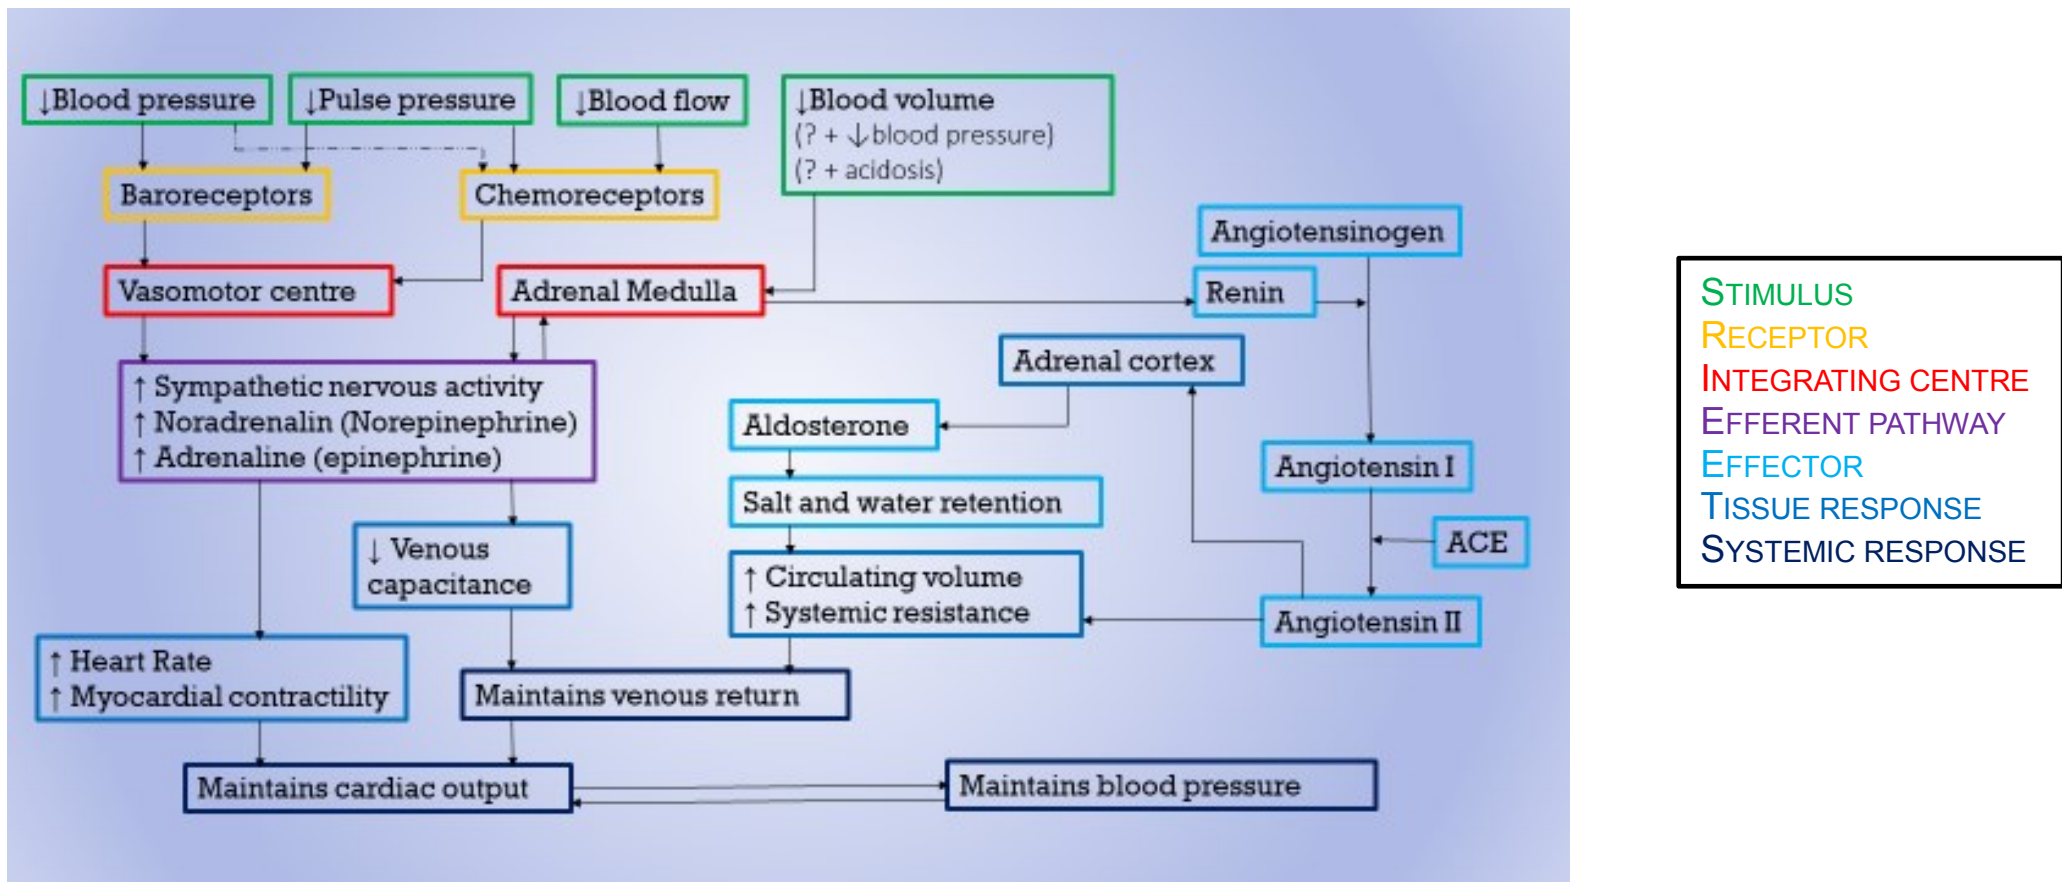 ↓Blood pressure
↓Pulse pressure
↓Blood flow
↓Blood volume
(? + ↓blood pressure)
(? + acidosis)
Baroreceptors
Chemoreceptors
Angiotensinogen
Vasomotor centre
Adrenal Medulla
Renin
Adrenal cortex
↑ Sympathetic nervous activity
↑ Noradrenalin (Norepinephrine)
↑ Adrenaline (epinephrine)
Aldosterone
Angiotensin I
Salt and water retention
↓ Venous
capacitance
ACE
↑ Circulating volume
↑ Systemic resistance
Angiotensin II
↑ Heart Rate
↑ Myocardial contractility
Maintains venous return
Maintains cardiac output
Maintains blood pressure
STIMULUS
RECEPTOR
INTEGRATING CENTRE
EFFERENT PATHWAY
EFFECTOR
TISSUE RESPONSE
SYSTEMIC RESPONSE